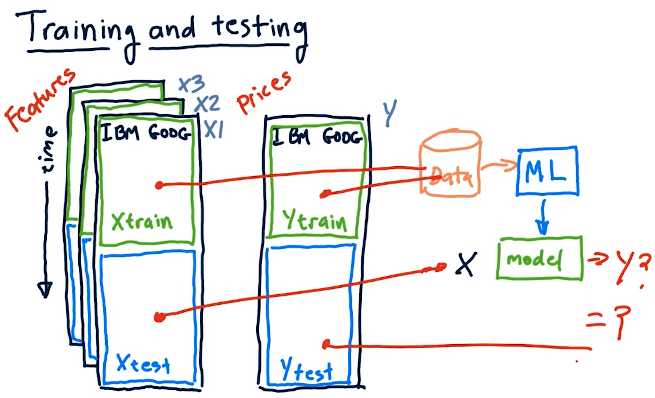 Training and testing
Features
Prices
X3
X2
X1
Y
time
IBM GOOG
IBM GOOG
Data
ML
Xtrain
Ytrain
X
model
Y?
= ?
Xtest
Ytest